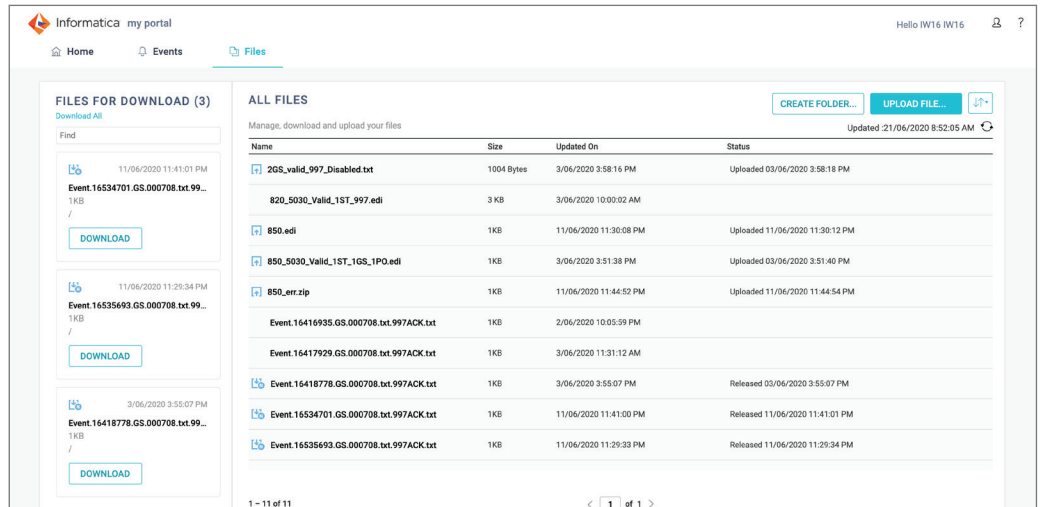 Informatica my portal
Hello IW16 IW16
?
Home Events Files
FILES FOR DOWNLOAD (3)
Download All
Find
11/06/2020 11:41:01 PM
Event.16534701.GS.000708.txt.99...
1KB
/
DOWNLOAD
11/06/2020 11:29:34 PM
Event.16535693.GS.000708.txt.99...
1KB
/
DOWNLOAD
3/06/2020 3:55:07 PM
Event.16418778.GS.000708.txt.99...
1KB
/
DOWNLOAD
ALL FILES
CREATE FOLDER... UPLOAD FILE...
Manage, download and upload your files
Updated :21/06/2020 8:52:05 AM
Name Size Updated On Status
2GS_valid_997_Disabled.txt 1004 Bytes 3/06/2020 3:58:16 PM Uploaded 03/06/2020 3:58:18 PM
820_5030_Valid_1ST_997.edi 3 KB 3/06/2020 10:00:02 AM
850.edi 1KB 11/06/2020 11:30:08 PM Uploaded 11/06/2020 11:30:12 PM
850_5030_Valid_1ST_1GS_1PO.edi 1KB 3/06/2020 3:51:38 PM Uploaded 03/06/2020 3:51:40 PM
850_err.zip 1KB 11/06/2020 11:44:52 PM Uploaded 11/06/2020 11:44:54 PM
Event.16416935.GS.000708.txt.997ACK.txt 1KB 2/06/2020 10:05:59 PM
Event.16417929.GS.000708.txt.997ACK.txt 1KB 3/06/2020 11:31:12 AM
Event.16418778.GS.000708.txt.997ACK.txt 1KB 3/06/2020 3:55:07 PM Released 03/06/2020 3:55:07 PM
Event.16534701.GS.000708.txt.997ACK.txt 1KB 11/06/2020 11:41:00 PM Released 11/06/2020 11:41:01 PM
Event.16535693.GS.000708.txt.997ACK.txt 1KB 11/06/2020 11:29:33 PM Released 11/06/2020 11:29:34 PM
1 – 11 of 11
< 1 of 1 >